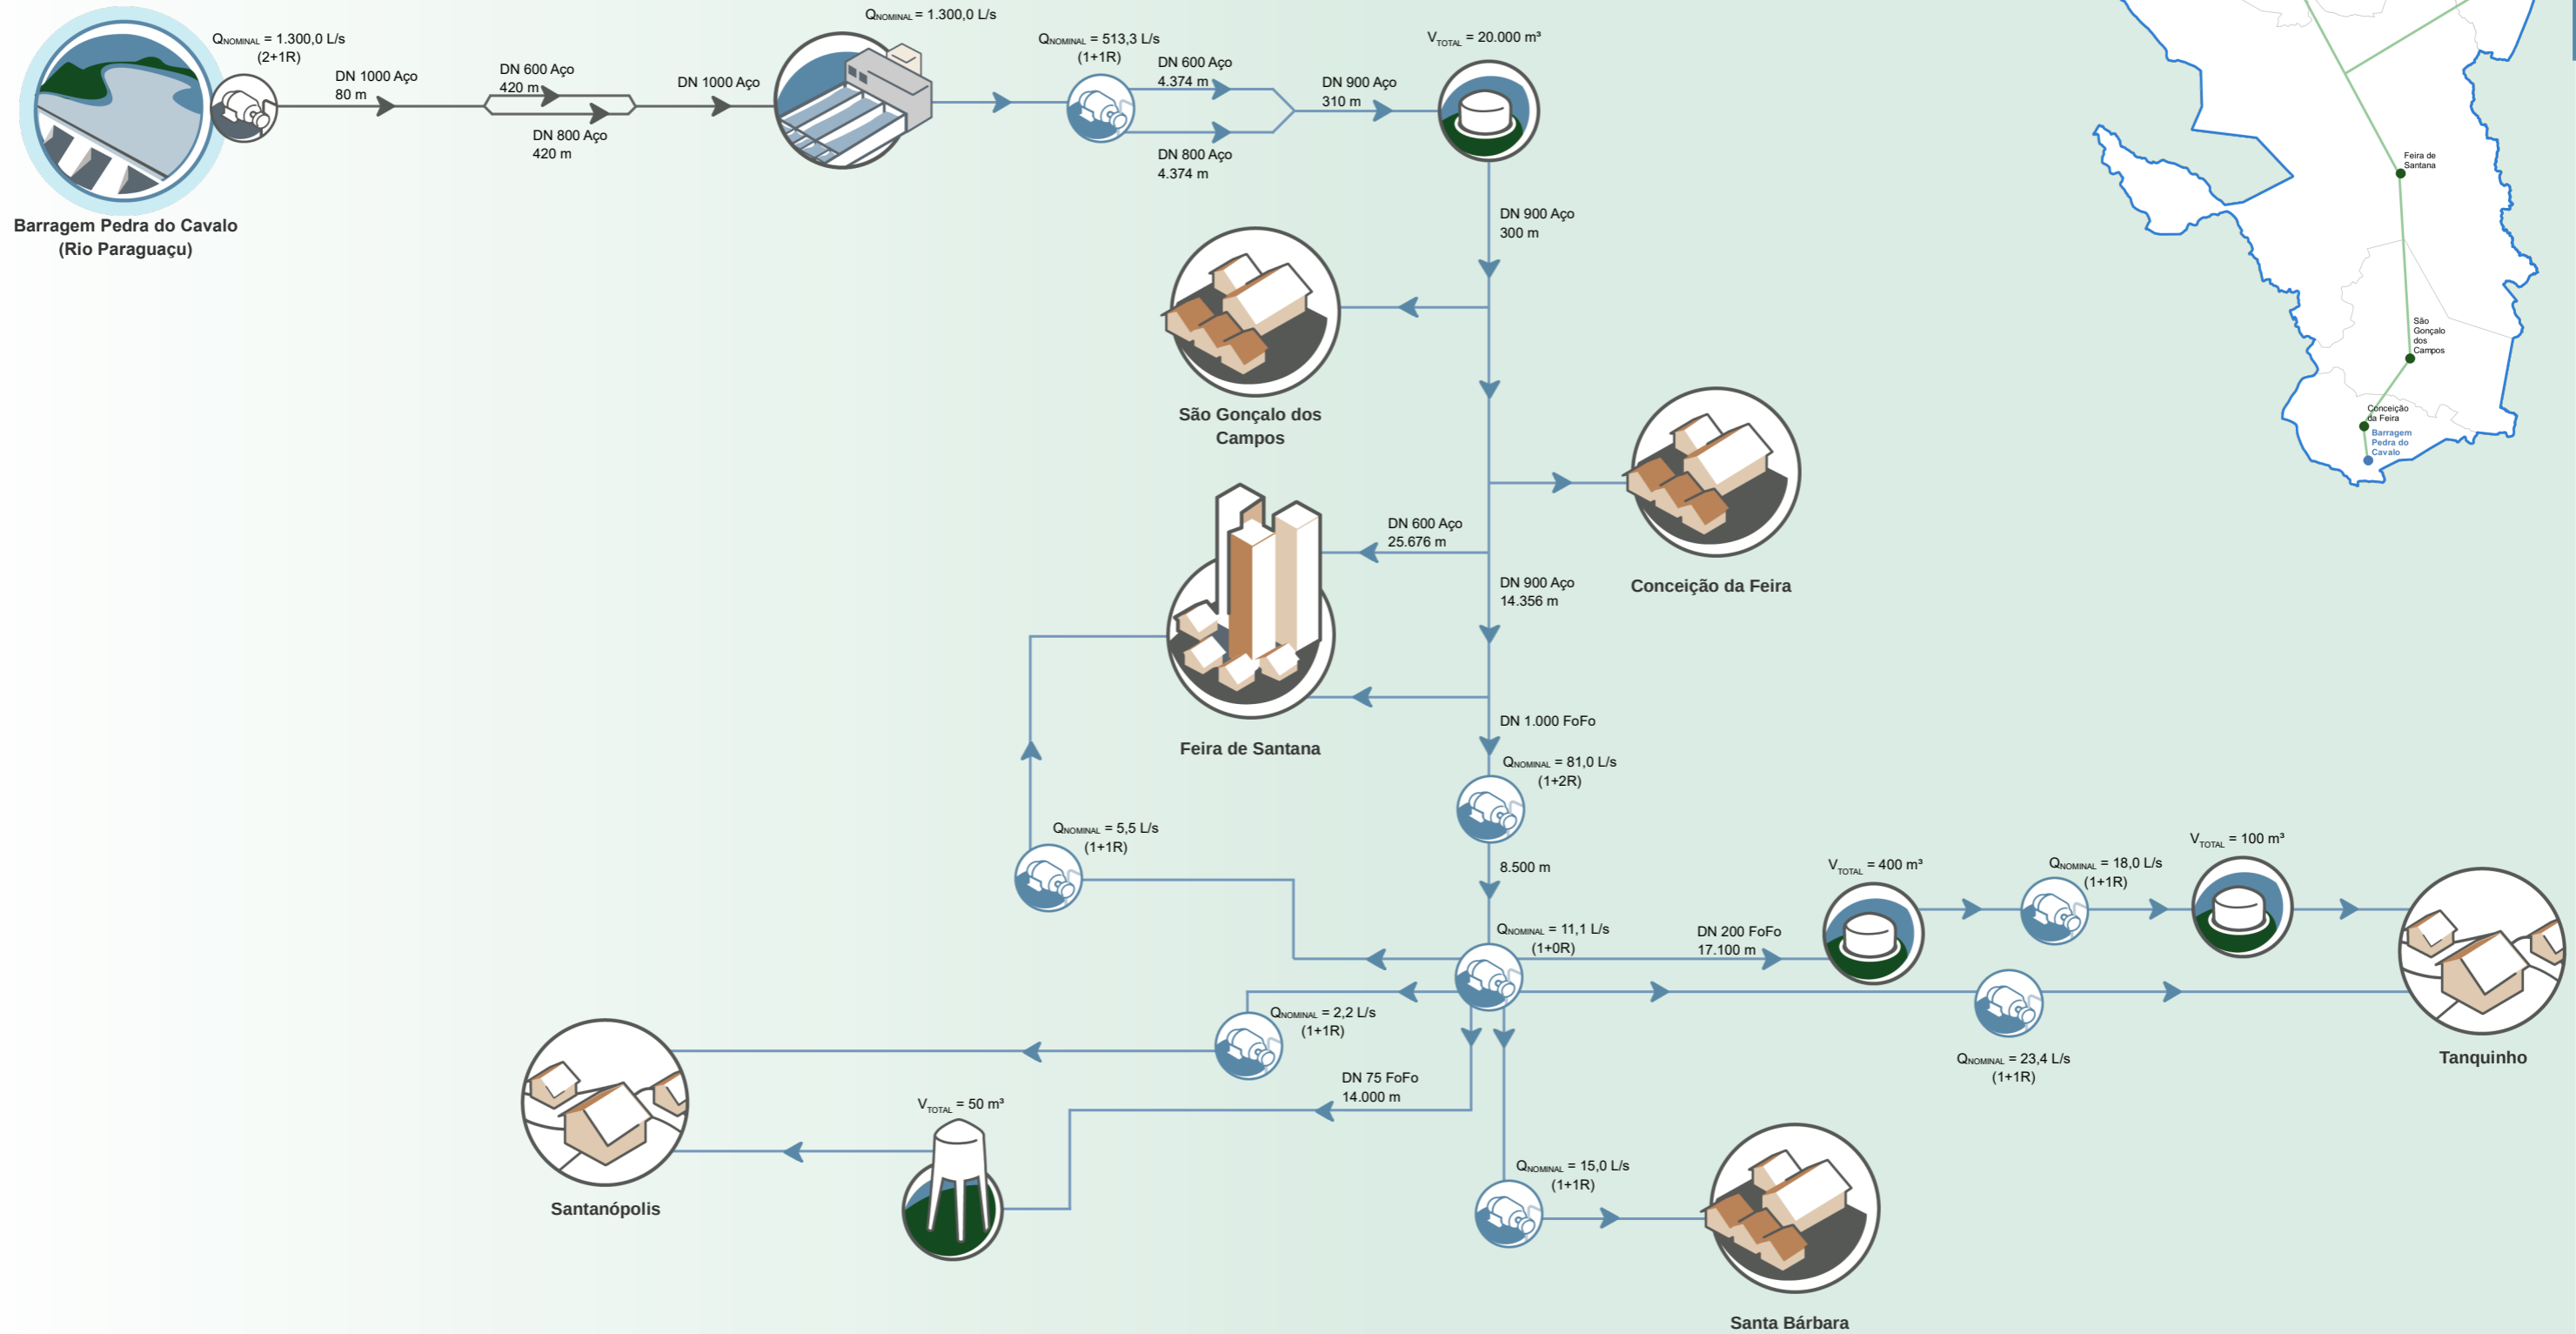 Q NOMINAL = 1.300,0 L/s
(2+1R)
DN 1000 Aço
80 m
DN 600 Aço
420 m
DN 800 Aço
420 m
DN 1000 Aço
Q NOMINAL = 1.300,0 L/s
Q NOMINAL = 513,3 L/s
(1+1R)
DN 600 Aço
4.374 m
DN 800 Aço
4.374 m
DN 900 Aço
310 m
V TOTAL = 20.000 m³
Barragem Pedra do Cavalo
(Rio Paraguaçu)
DN 900 Aço
300 m
São Gonçalo dos
Campos
Conceição da Feira
DN 600 Aço
25.676 m
DN 900 Aço
14.356 m
Feira de Santana
DN 1.000 FoFo
Q NOMINAL = 81,0 L/s
(1+2R)
8.500 m
Q NOMINAL = 5,5 L/s
(1+1R)
Q NOMINAL = 11,1 L/s
(1+0R)
DN 200 FoFo
17.100 m
V TOTAL = 400 m³
Q NOMINAL = 18,0 L/s
(1+1R)
V TOTAL = 100 m³
Q NOMINAL = 2,2 L/s
(1+1R)
Q NOMINAL = 23,4 L/s
(1+1R)
Tanquinho
DN 75 FoFo
14.000 m
V TOTAL = 50 m³
Santanópolis
Q NOMINAL = 15,0 L/s
(1+1R)
Santa Bárbara
Feira de
Santana
São
Gonçalo
dos
Campos
Conceição
da Feira
Barragem
Pedra do
Cavalo